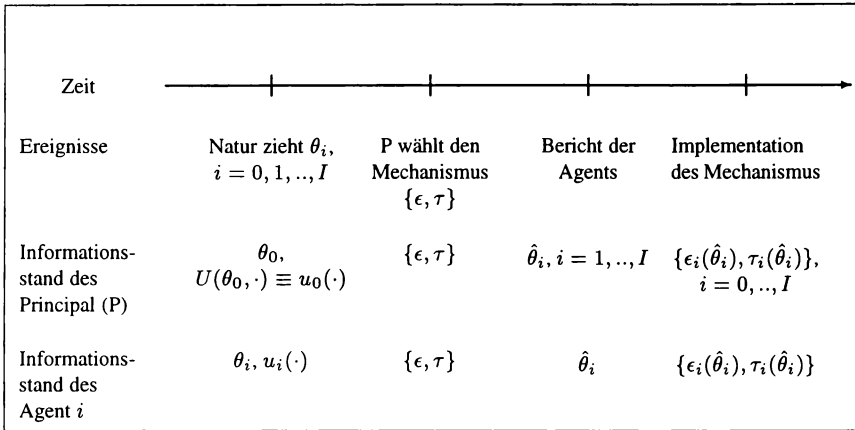 Zeit
Ereignisse Natur zieht θ_i, P wählt den Bericht der Implementation
i = 0, 1, .., I Mechanismus Agents des Mechanismus
{ϵ, τ}
Informations- θ_0, {ϵ, τ} θ̂_i, i = 1, .., I {ϵ_i(θ̂_i), τ_i(θ̂_i)},
stand des U(θ_0, ·) ≡ u_0(·) i = 0, .., I
Principal (P)
Informations- θ_i, u_i(·) {ϵ, τ} θ̂_i {ϵ_i(θ̂_i), τ_i(θ̂_i)}
stand des
Agent i